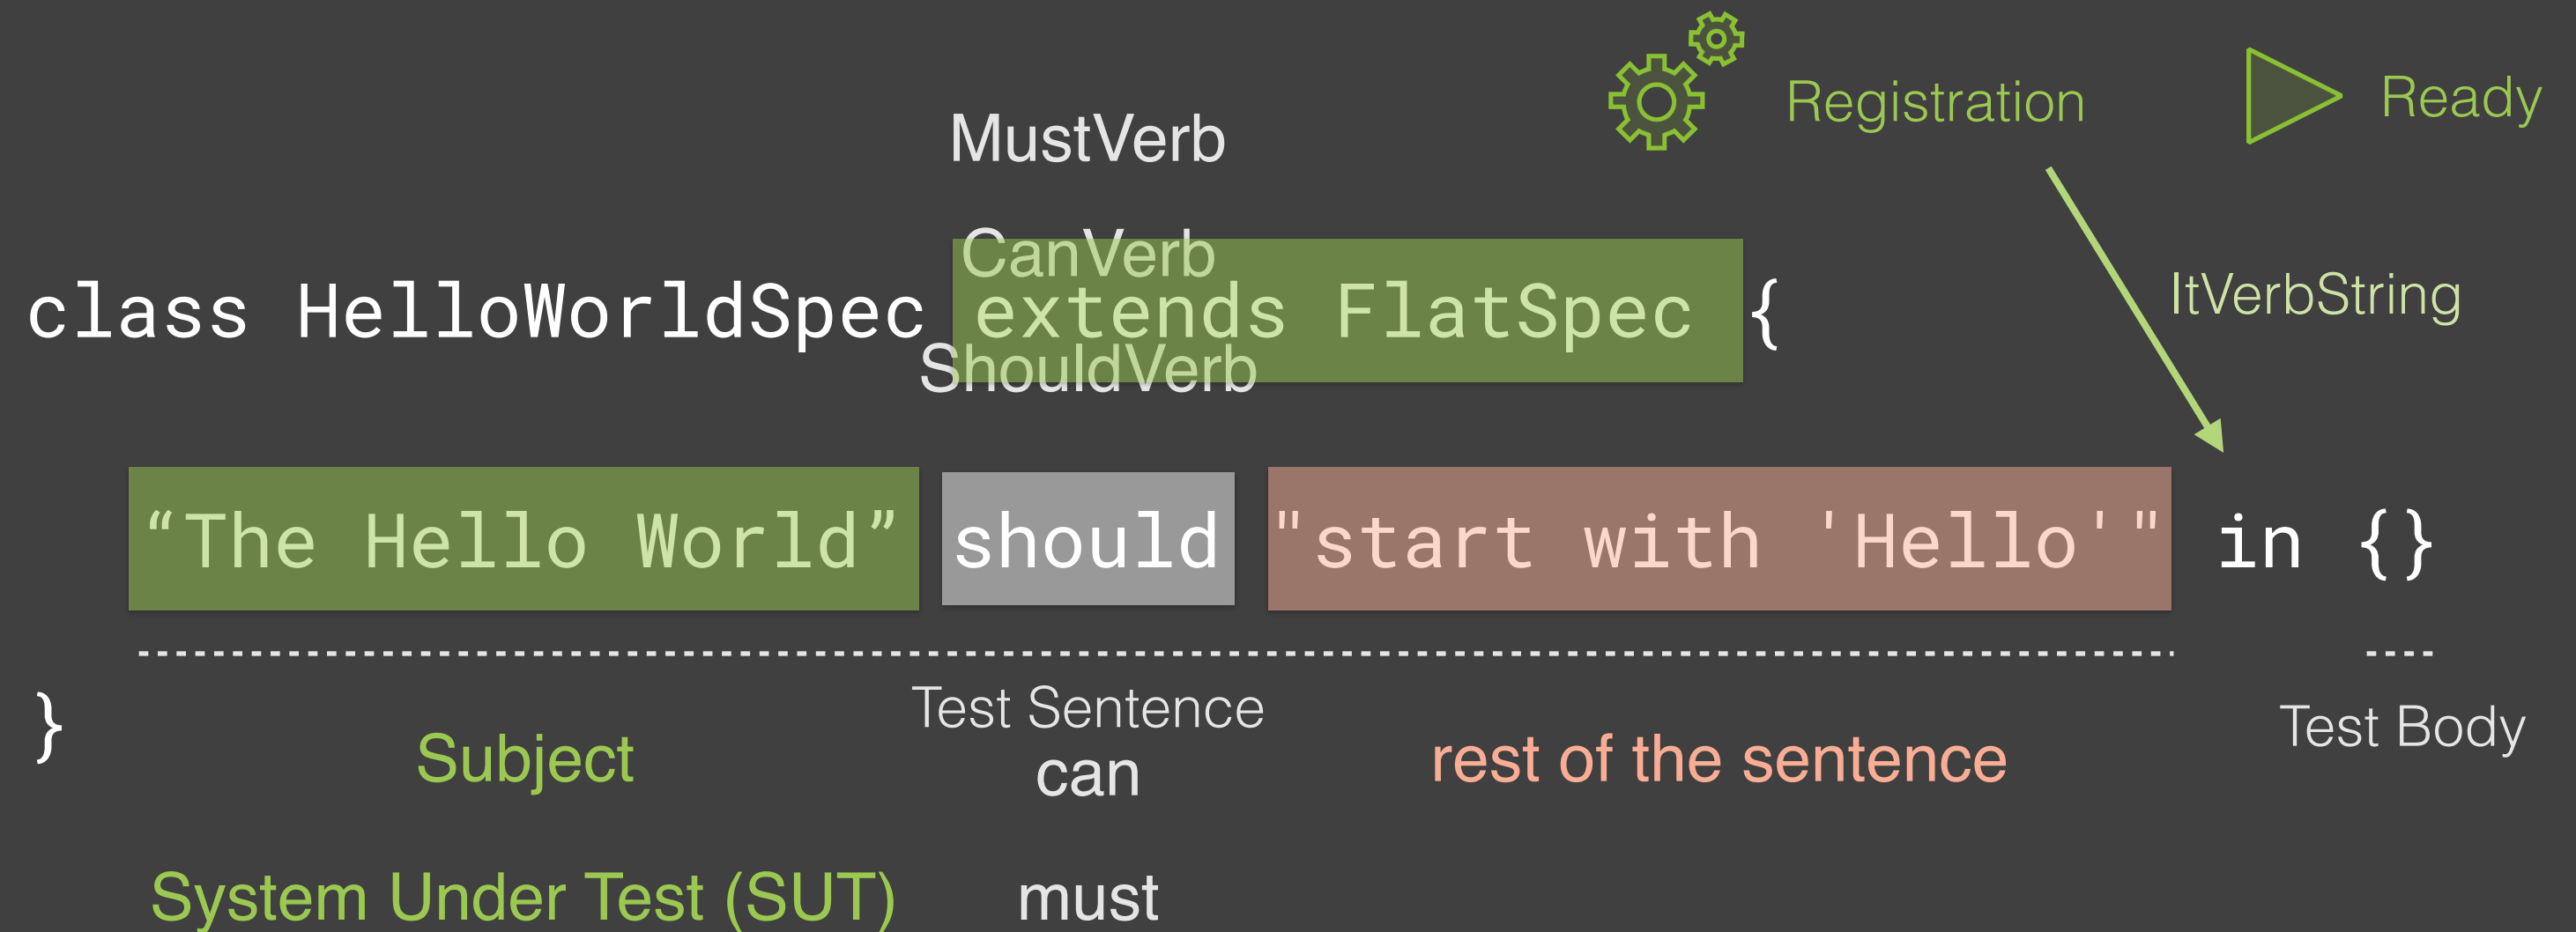 Registration
Ready
MustVerb
CanVerb
class HelloWorldSpec extends FlatSpec {
ItVerbString
ShouldVerb
“The Hello World” should "start with 'Hello'" in {}
}
Test Sentence
Test Body
Subject
can
rest of the sentence
System Under Test (SUT)
must